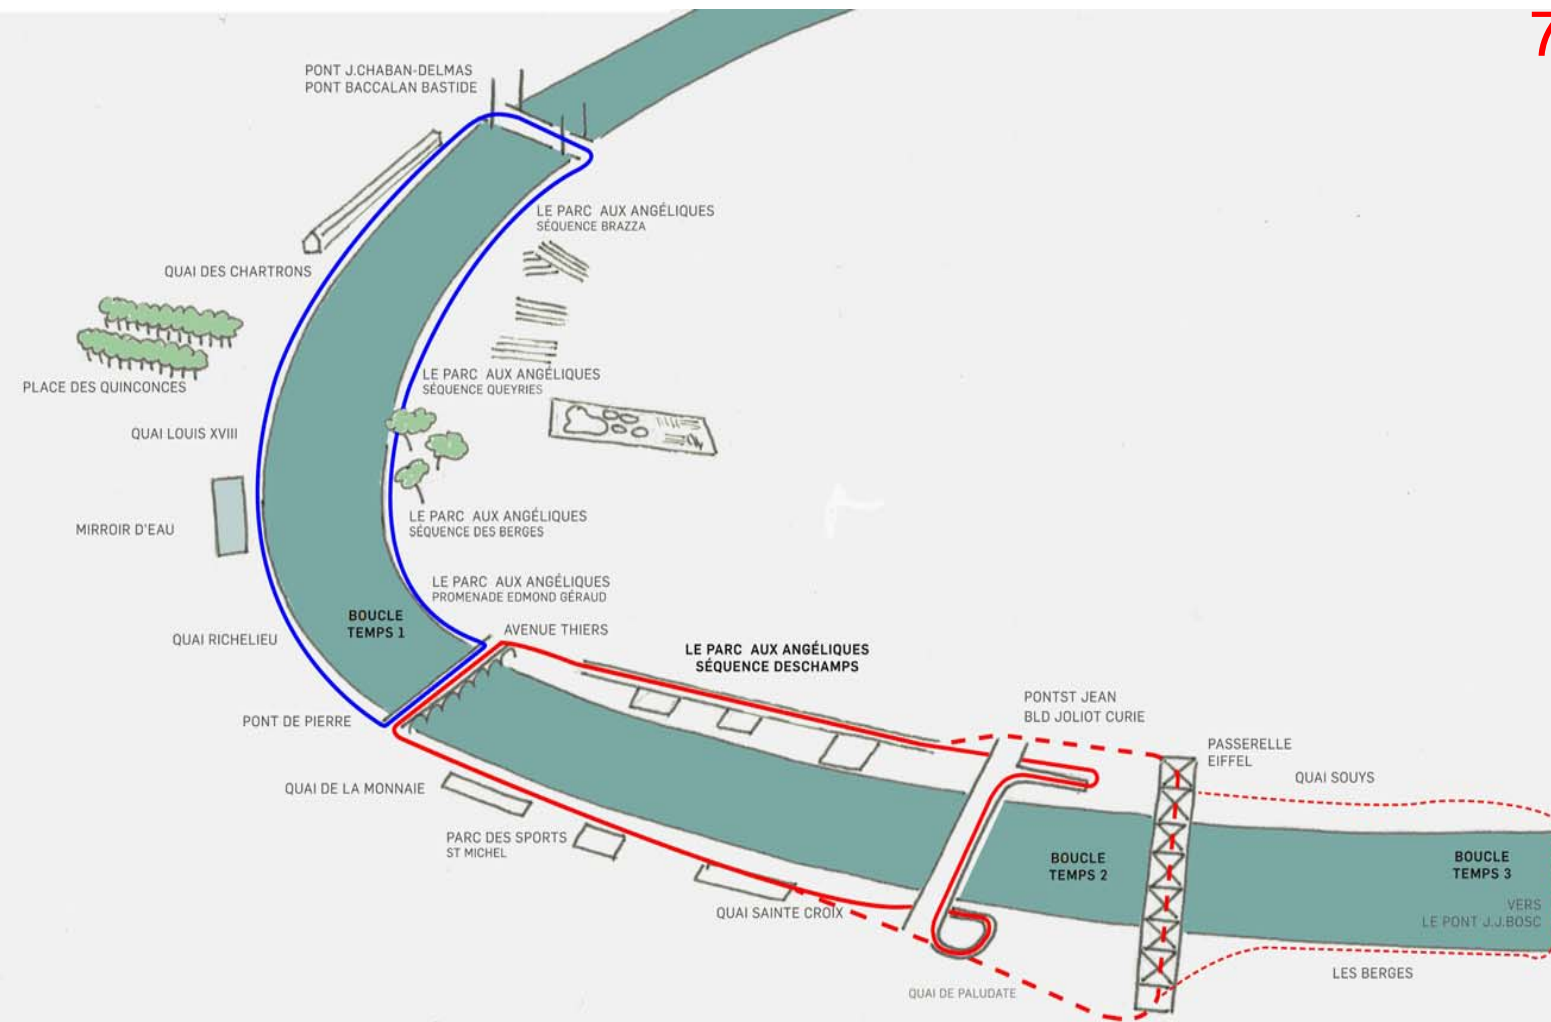 7
PONT J.CHABAN-DELMAS
PONT BACCALAN BASTIDE
LE PARC AUX ANGÉLIQUES
SÉQUENCE BRAZZA
QUAI DES CHARTRONS
PLACE DES QUINCONCES
LE PARC AUX ANGÉLIQUES
SÉQUENCE QUEYRIES
QUAI LOUIS XVIII
MIRROIR D'EAU
LE PARC AUX ANGÉLIQUES
SÉQUENCE DES BERGES
LE PARC AUX ANGÉLIQUES
PROMENADE EDMOND GÉRAUD
BOUCLE
TEMPS 1
QUAI RICHELIEU
AVENUE THIERS
LE PARC AUX ANGÉLIQUES
SÉQUENCE DESCHAMPS
PONT DE PIERRE
PONTST JEAN
BLD JOLIOT CURIE
PASSERELLE
EIFFEL
QUAI SOUYS
QUAI DE LA MONNAIE
PARC DES SPORTS
ST MICHEL
BOUCLE
TEMPS 2
BOUCLE
TEMPS 3
VERS
LE PONT J.J.BOSC
QUAI SAINTE CROIX
LES BERGES
QUAI DE PALUDATE